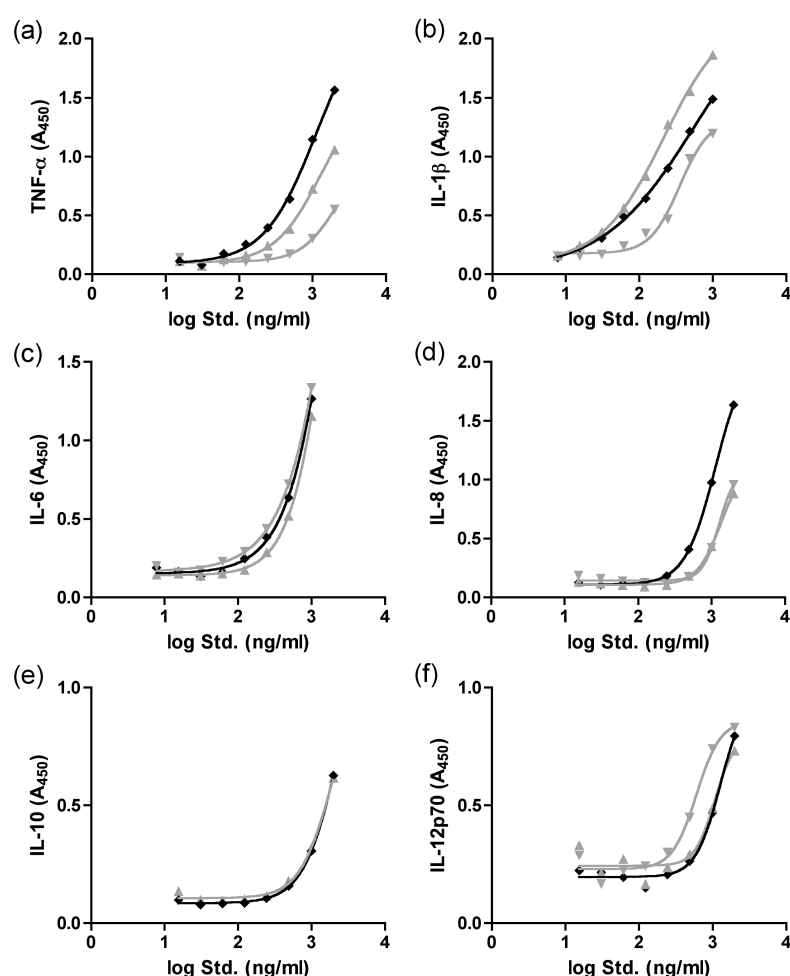 (a)
2.0
1.5
1.0
0.5
0.0
TNF-α (A450)
0 1 2 3 4
log Std. (ng/ml)
(b)
2.0
1.5
1.0
0.5
0.0
IL-1β (A450)
0 1 2 3 4
log Std. (ng/ml)
(c)
1.5
1.0
0.5
0.0
IL-6 (A450)
0 1 2 3 4
log Std. (ng/ml)
(d)
2.0
1.5
1.0
0.5
0.0
IL-8 (A450)
0 1 2 3 4
log Std. (ng/ml)
(e)
1.0
0.5
0.0
IL-10 (A450)
0 1 2 3 4
log Std. (ng/ml)
(f)
1.0
0.5
0.0
IL-12p70 (A450)
0 1 2 3 4
log Std. (ng/ml)